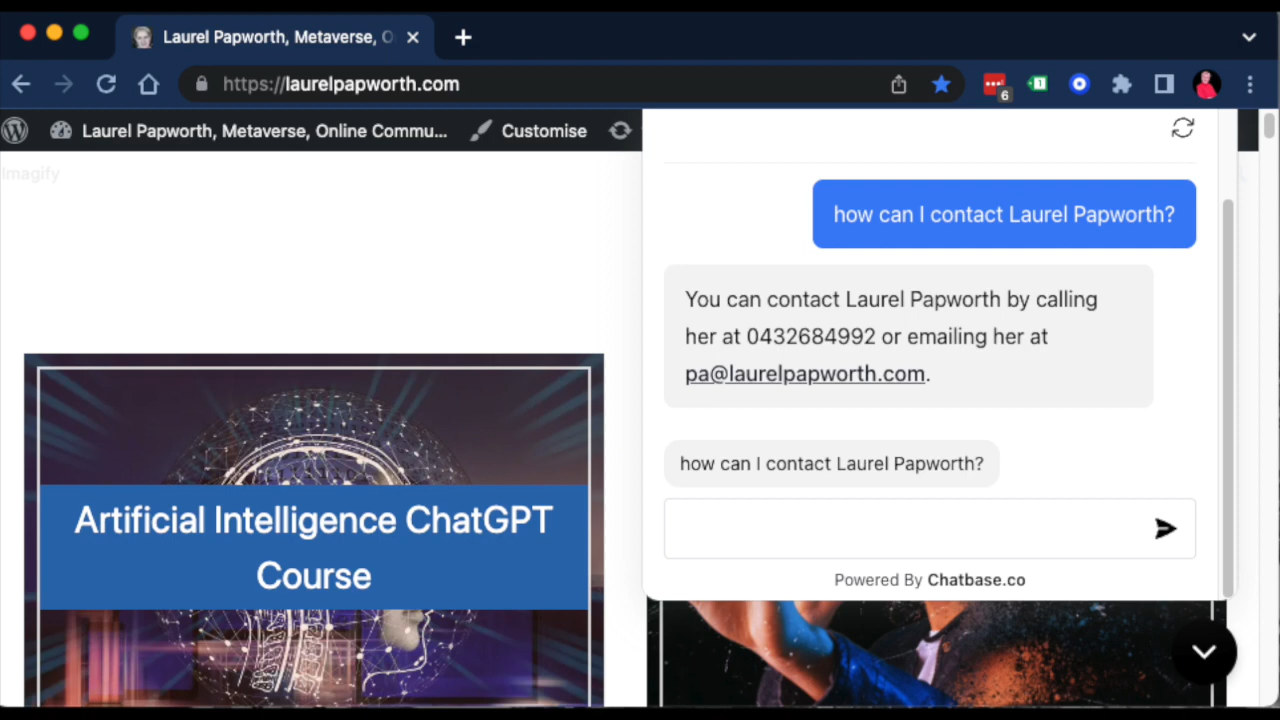 Laurel Papworth, Metaverse, O
https://laurelpapworth.com
6
1
Laurel Papworth, Metaverse, Online Commu...
Customise
Imagify
how can I contact Laurel Papworth?
You can contact Laurel Papworth by calling
her at 0432684992 or emailing her at
pa@laurelpapworth.com.
how can I contact Laurel Papworth?
Powered By Chatbase.co
Artificial Intelligence ChatGPT
Course